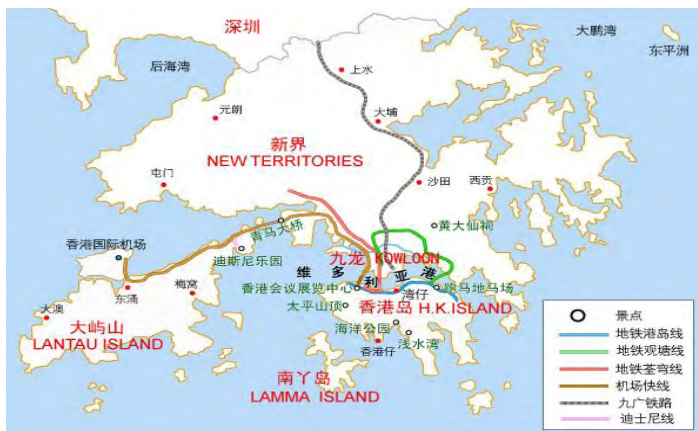 深圳
大鹏湾
东平洲
后海湾
上水
元朗
大埔
新界
NEW TERRITORIES
屯门
沙田
西贡
黄大仙祠
青马大桥
香港国际机场
迪斯尼乐园
九龙 KOWLOON
维多利亚港
香港会议展览中心
跑马地马场
湾仔
东涌
梅窝
太平山顶
香港岛 H.K.ISLAND
大澳
大屿山
LANTAU ISLAND
海洋公园
浅水湾
香港仔
南丫岛
LAMMA ISLAND
景点
地铁港岛线
地铁观塘线
地铁荃弯线
机场快线
九广铁路
迪士尼线